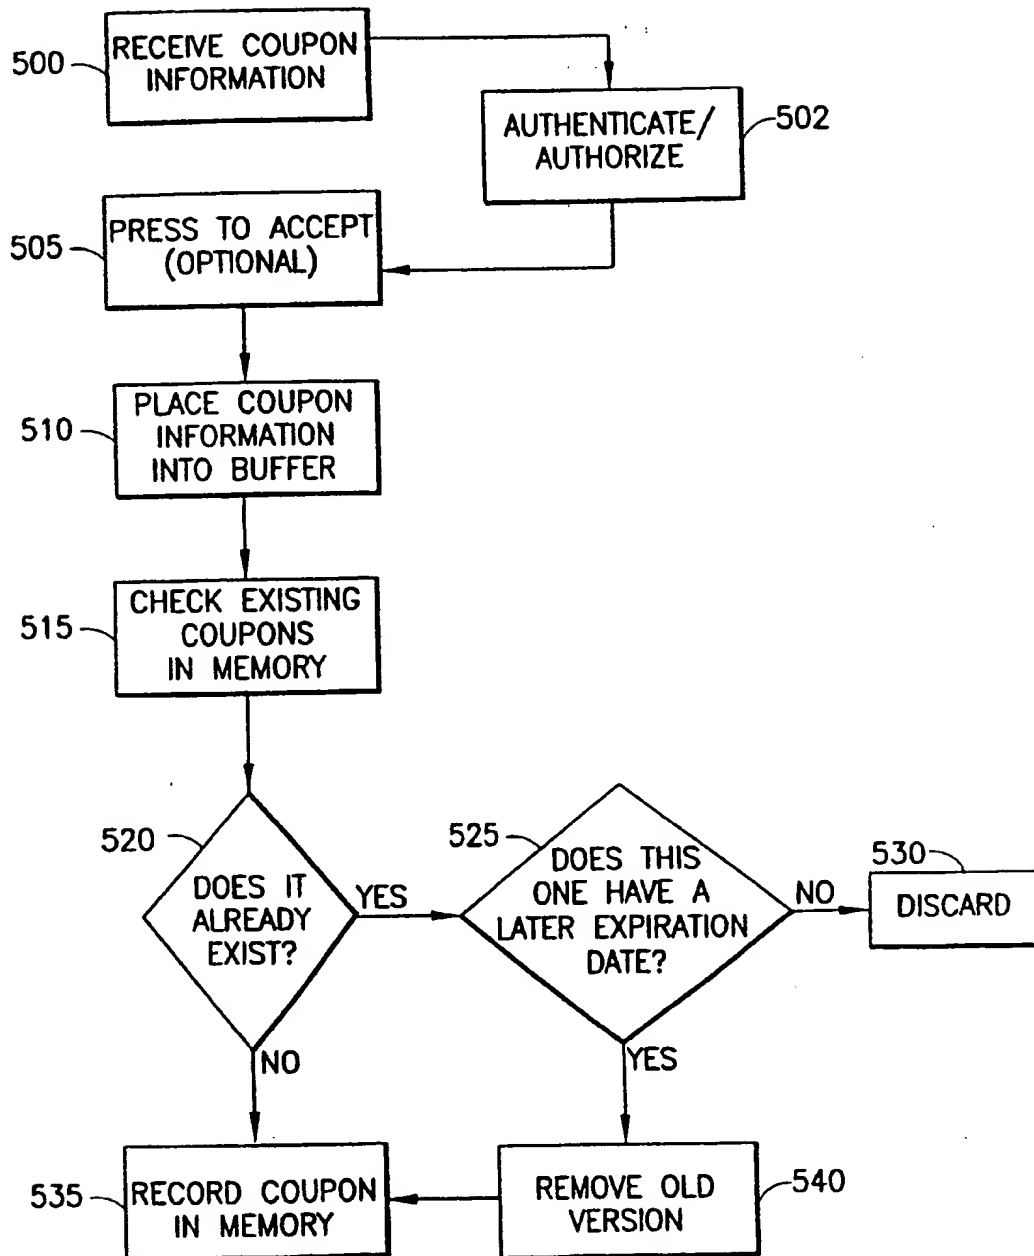 500
RECEIVE COUPON
INFORMATION
AUTHENTICATE/
AUTHORIZE
502
505
PRESS TO ACCEPT
(OPTIONAL)
510
PLACE COUPON
INFORMATION
INTO BUFFER
515
CHECK EXISTING
COUPONS
IN MEMORY
520
DOES IT
ALREADY
EXIST?
YES
NO
525
DOES THIS
ONE HAVE A
LATER EXPIRATION
DATE?
NO
YES
530
DISCARD
535
RECORD COUPON
IN MEMORY
REMOVE OLD
VERSION
540